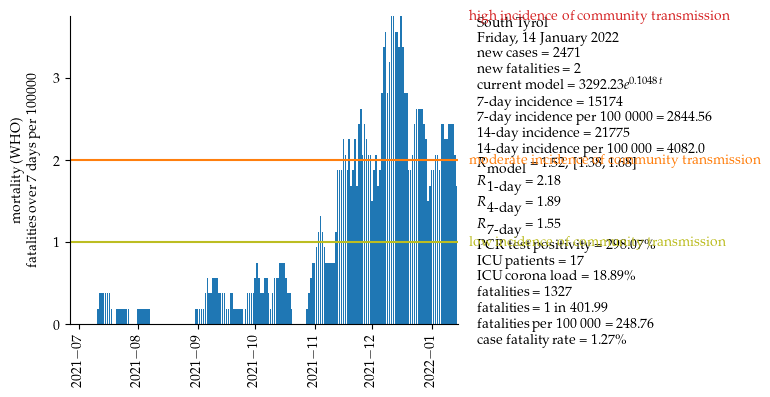 high incidence of community transmission
South Tyrol
Friday, 14 January 2022
new cases = 2471
new fatalities = 2
current model = 3292.23e^0.1048 t
7-day incidence = 15174
7-day incidence per 100 0000 = 2844.56
14-day incidence = 21775
14-day incidence per 100 000 = 4082.0
moderate incidence of community transmission
R model = 1.52, [1.38, 1.68]
R 1-day = 2.18
R 4-day = 1.89
R 7-day = 1.55
low incidence of community transmission
PCR test positivity = 298.07%
ICU patients = 17
ICU corona load = 18.89%
fatalities = 1327
fatalities = 1 in 401.99
fatalities per 100 000 = 248.76
case fatality rate = 1.27%
mortality (WHO)
fatalities over 7 days per 100000
3
2
1
0
2021−07
2021−08
2021−09
2021−10
2021−11
2021−12
2022−01